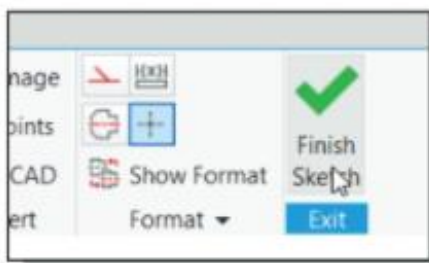 nage
oints
CAD
ert
Show Format
Format
Finish
Sketch
Exit